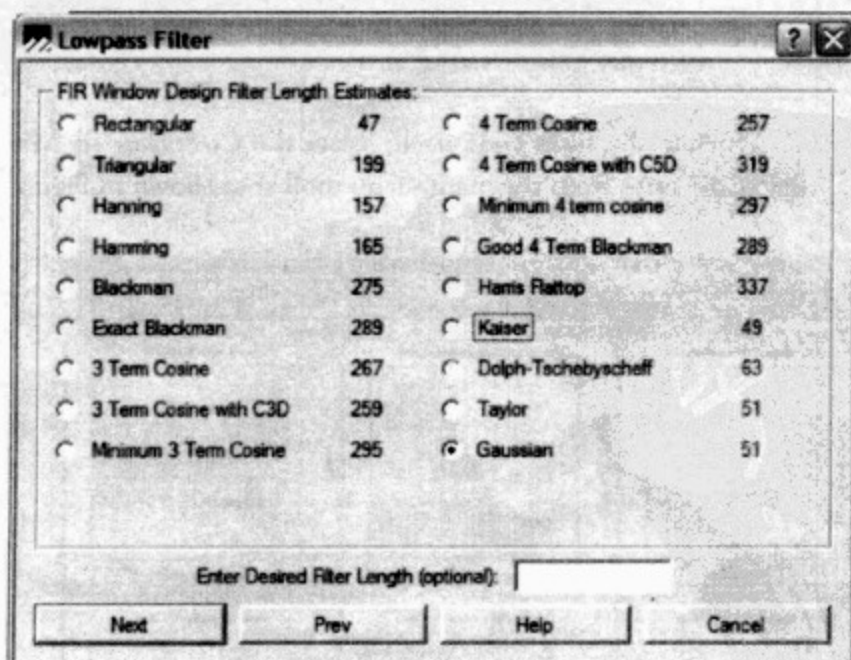 Lowpass Filter
FIR Window Design Filter Length Estimates:
Rectangular 47
Triangular 199
Hanning 157
Hamming 165
Blackman 275
Exact Blackman 289
3 Term Cosine 267
3 Term Cosine with C3D 259
Minimum 3 Term Cosine 295
4 Term Cosine 257
4 Term Cosine with C5D 319
Minimum 4 term cosine 297
Good 4 Term Blackman 289
Harris Flattop 337
Kaiser 49
Dolph-Tschebyscheff 63
Taylor 51
Gaussian 51
Enter Desired Filter Length (optional):
Next Prev Help Cancel